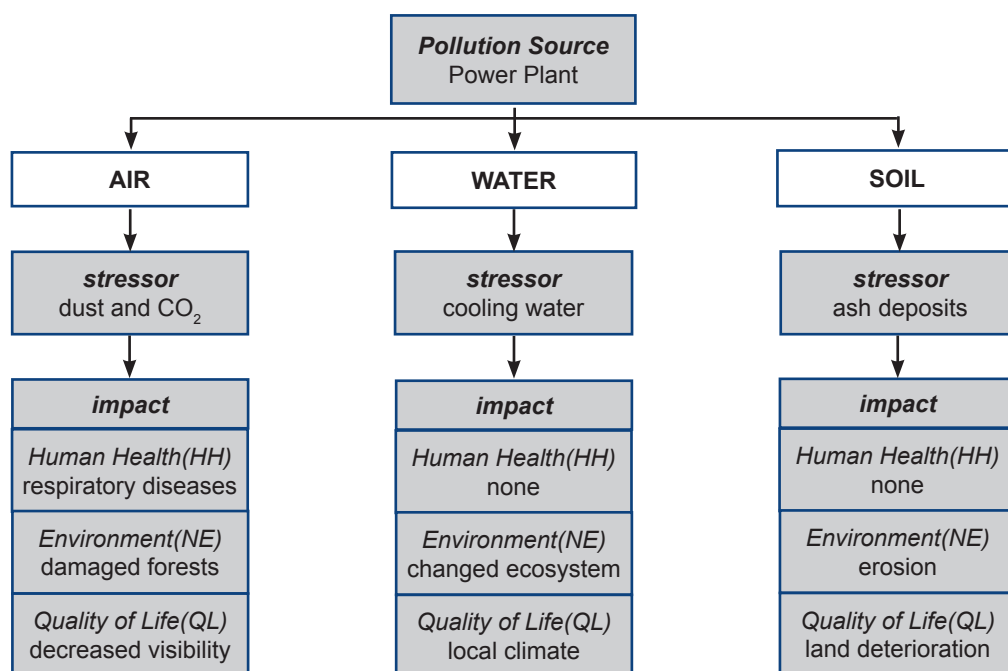 Pollution Source
Power Plant
AIR
WATER
SOIL
stressor
dust and CO₂
stressor
cooling water
stressor
ash deposits
impact
Human Health(HH)
respiratory diseases
Environment(NE)
damaged forests
Quality of Life(QL)
decreased visibility
impact
Human Health(HH)
none
Environment(NE)
changed ecosystem
Quality of Life(QL)
local climate
impact
Human Health(HH)
none
Environment(NE)
erosion
Quality of Life(QL)
land deterioration